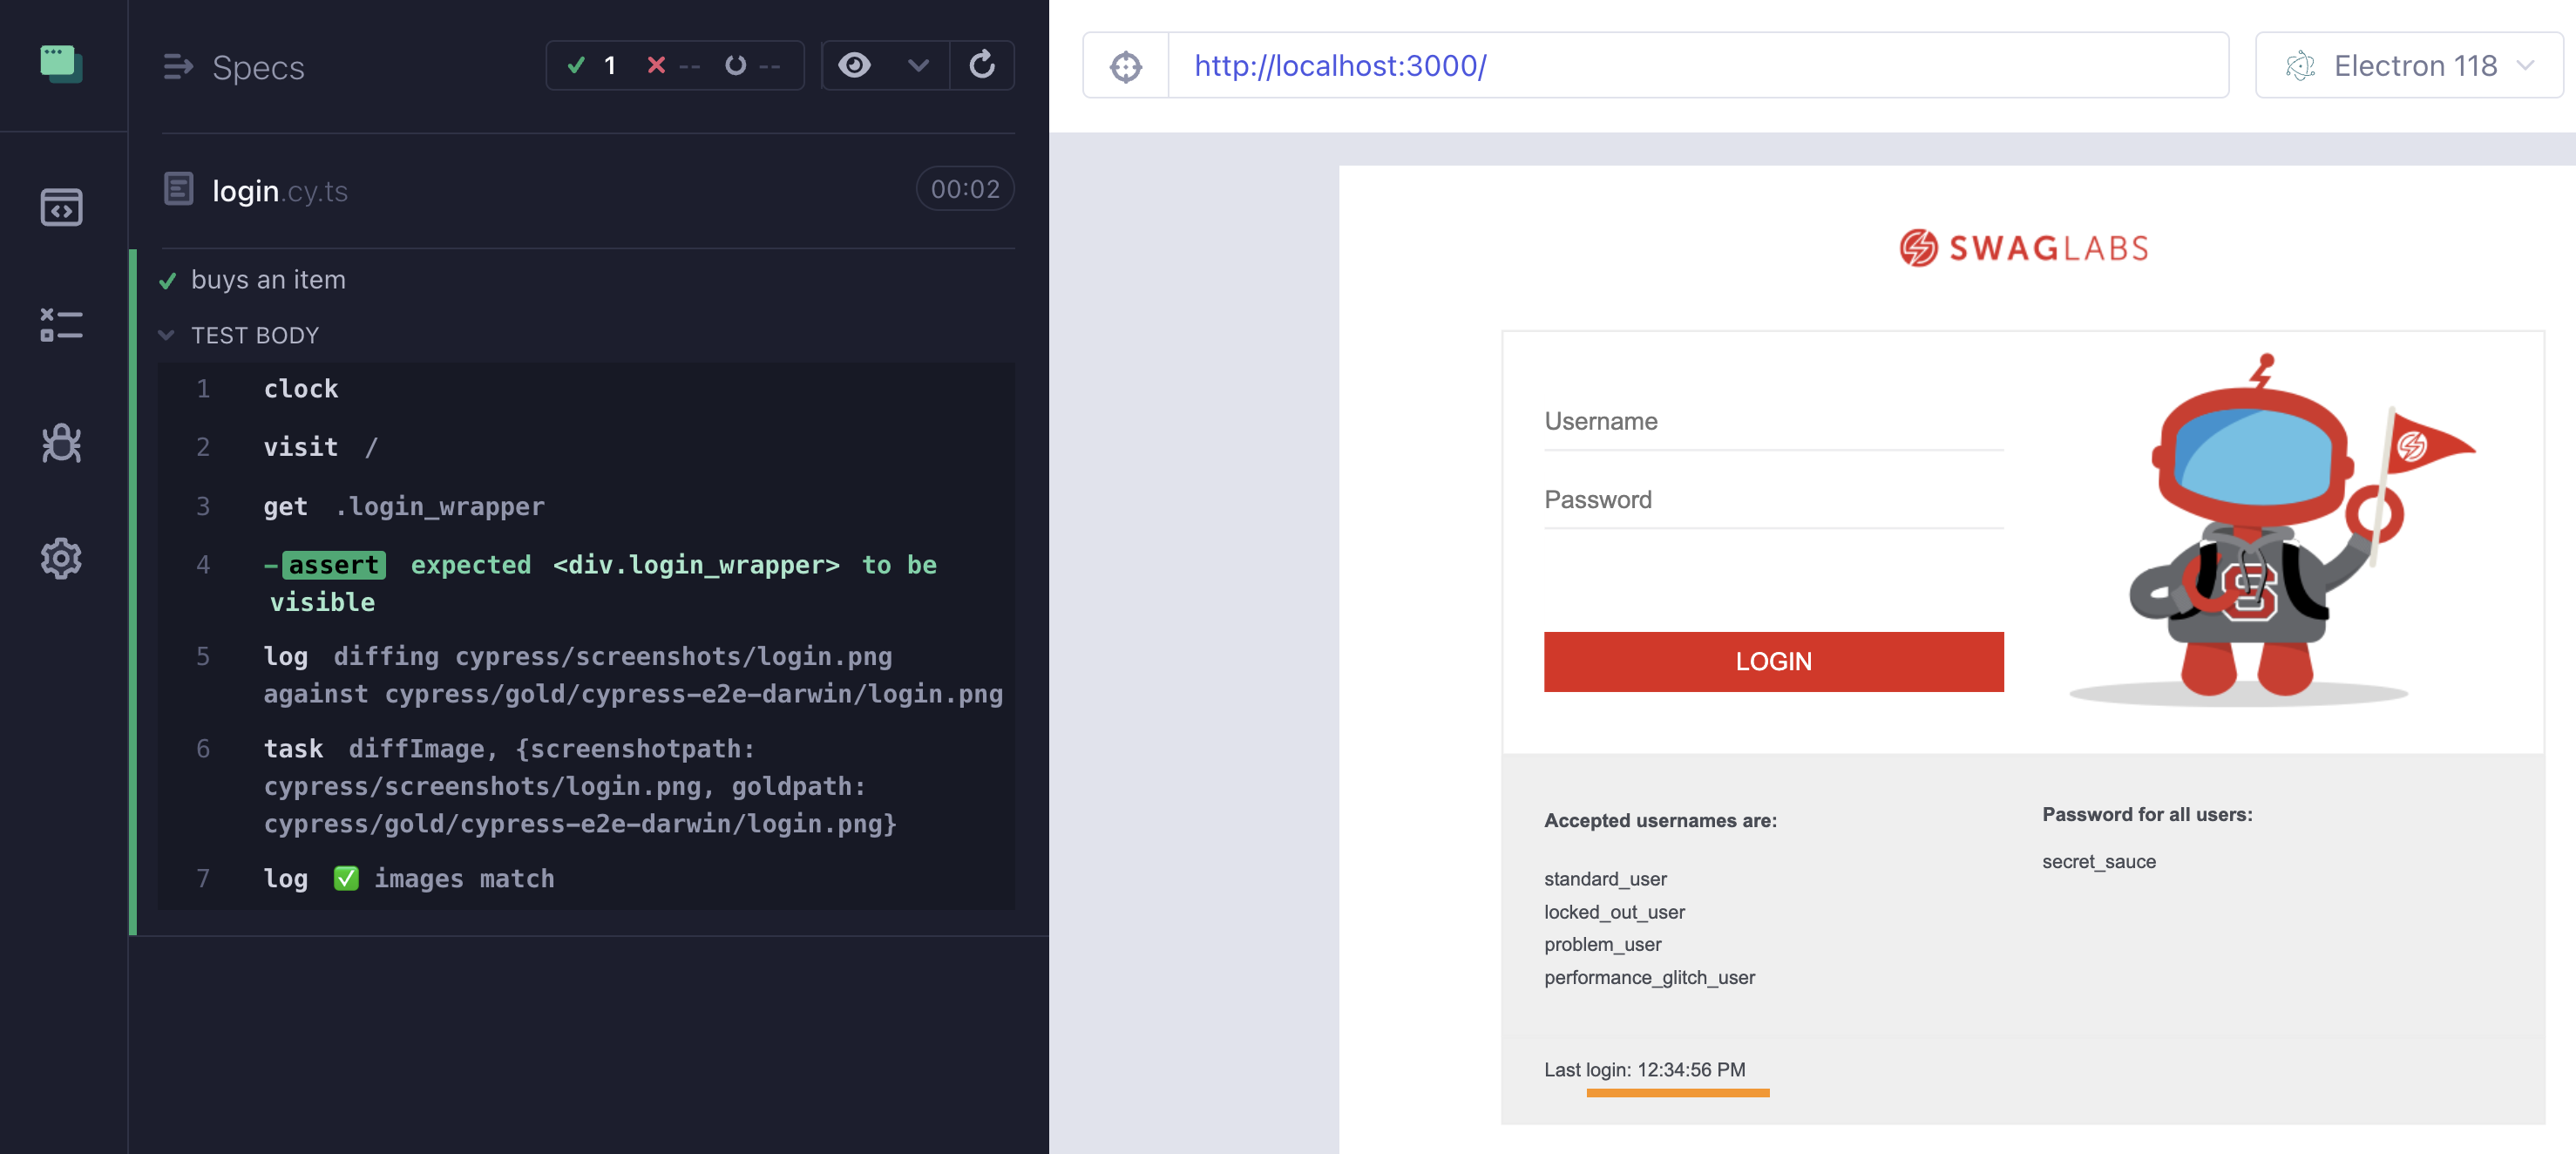 Specs
1
--
--
login.cy.ts
00:02
buys an item
TEST BODY
1 clock
2 visit /
3 get .login_wrapper
4 -assert expected <div.login_wrapper> to be
visible
5 log diffing cypress/screenshots/login.png
against cypress/gold/cypress-e2e-darwin/login.png
6 task diffImage, {screenshotpath:
cypress/screenshots/login.png, goldpath:
cypress/gold/cypress-e2e-darwin/login.png}
7 log ✅ images match
http://localhost:3000/
Electron 118
SWAGLABS
Username
Password
S
LOGIN
Accepted usernames are:
standard_user
locked_out_user
problem_user
performance_glitch_user
Password for all users:
secret_sauce
Last login: 12:34:56 PM